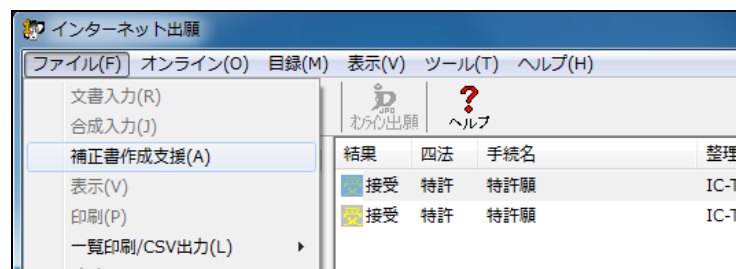 インターネット出願
ファイル(F) オンライン(O) 目録(M) 表示(V) ツール(T) ヘルプ(H)
文書入力(R)
合成入力(J)
補正書作成支援(A)
表示(V)
印刷(P)
一覧印刷/CSV出力(L)
JPO
オンライン出願 ヘルプ
結果 四法 手続名 整理
受 接受 特許 特許願 IC-T
受 接受 特許 特許願 IC-T